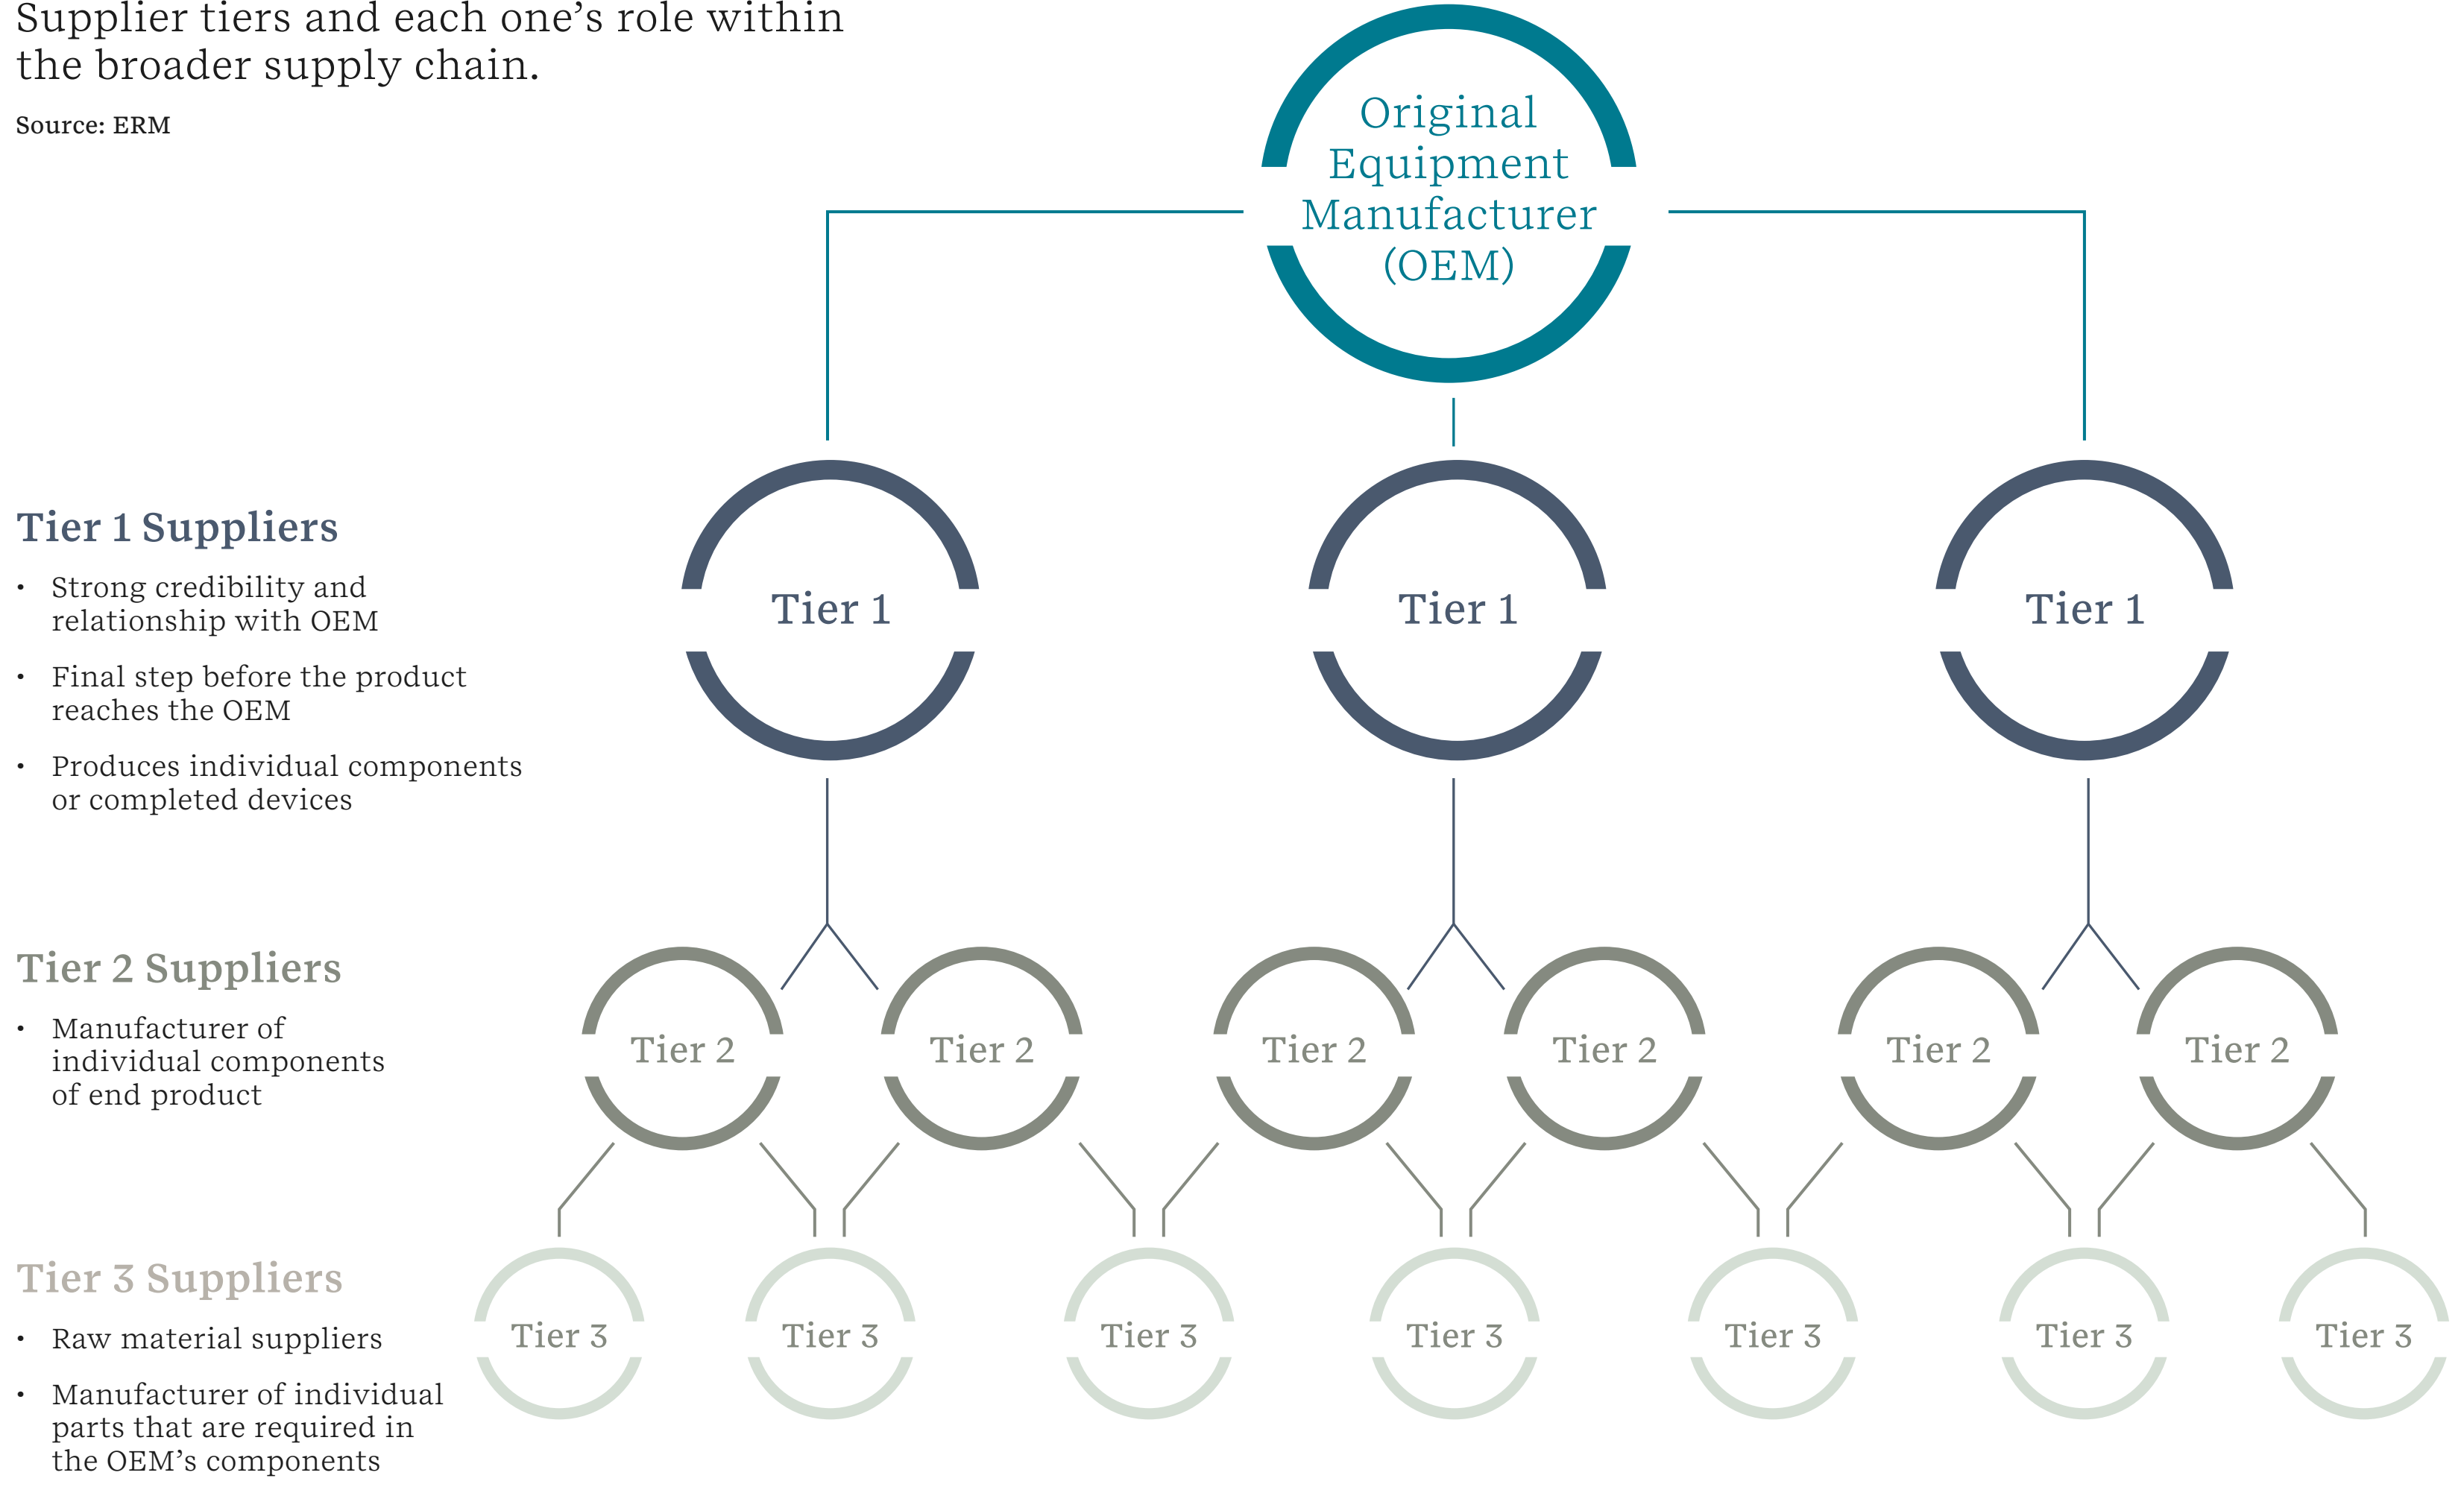 Supplier tiers and each one’s role within
the broader supply chain.
Source: ERM
Original
Equipment
Manufacturer
(OEM)
Tier 1 Suppliers
• Strong credibility and
relationship with OEM
• Final step before the product
reaches the OEM
• Produces individual components
or completed devices
Tier 1
Tier 1
Tier 1
Tier 2 Suppliers
• Manufacturer of
individual components
of end product
Tier 2
Tier 2
Tier 2
Tier 2
Tier 2
Tier 2
Tier 3 Suppliers
• Raw material suppliers
• Manufacturer of individual
parts that are required in
the OEM’s components
Tier 3
Tier 3
Tier 3
Tier 3
Tier 3
Tier 3
Tier 3